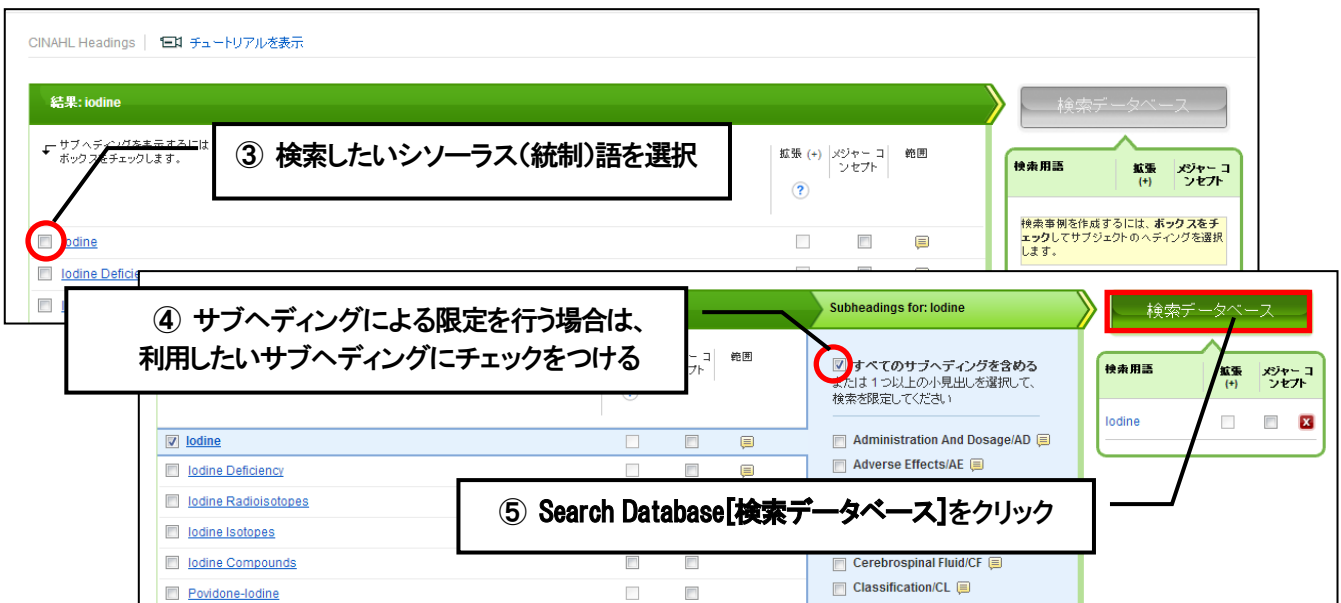 CINAHL Headings
チュートリアルを表示
結果: iodine
検索データベース
サブヘディングを表示するには
ボックスをチェックします。
③ 検索したいシソーラス(統制)語を選択
拡張 (+)
メジャー コ
ンセプト
範囲
検索用語
拡張
(+)
メジャー コ
ンセプト
検索事例を作成するには、ボックスをチ
ェックしてサブジェクトのヘディングを選択
します。
Iodine
Iodine Deficie
④ サブヘディングによる限定を行う場合は、
利用したいサブヘディングにチェックをつける
Subheadings for: Iodine
検索データベース
ー コ
プト
範囲
すべてのサブヘディングを含める
または 1 つ以上の小見出しを選択して、
検索を限定してください
検索用語
拡張
(+)
メジャー コ
ンセプト
Iodine
Iodine
Administration And Dosage/AD
Iodine Deficiency
Adverse Effects/AE
Iodine Radioisotopes
⑤ Search Database[検索データベース]をクリック
Iodine Isotopes
Iodine Compounds
Cerebrospinal Fluid/CF
Povidone-Iodine
Classification/CL